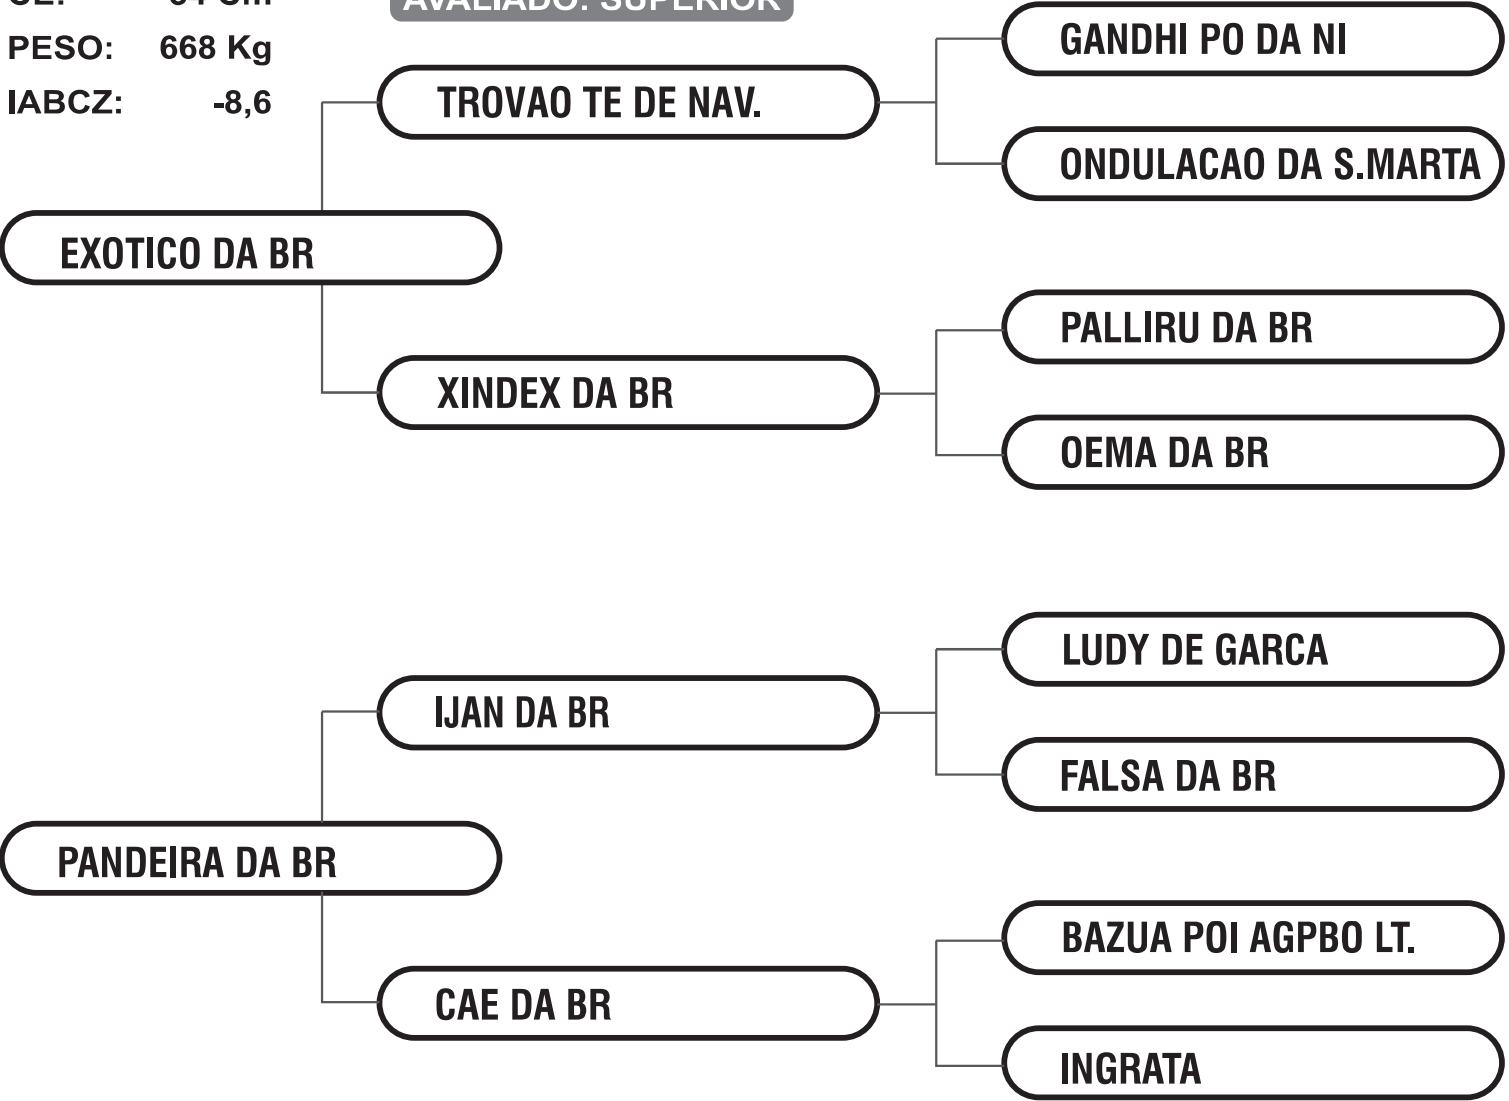 PESO: 668 Kg
IABCZ: -8,6
AVALIADO: SUPERIOR
EXOTICO DA BR
TROVAO TE DE NAV.
XINDEX DA BR
GANDHI PO DA NI
ONDULACAO DA S.MARTA
PALLIRU DA BR
OEMA DA BR
PANDEIRA DA BR
IJAN DA BR
CAE DA BR
LUDY DE GARCA
FALSA DA BR
BAZUA POI AGPBO LT.
INGRATA